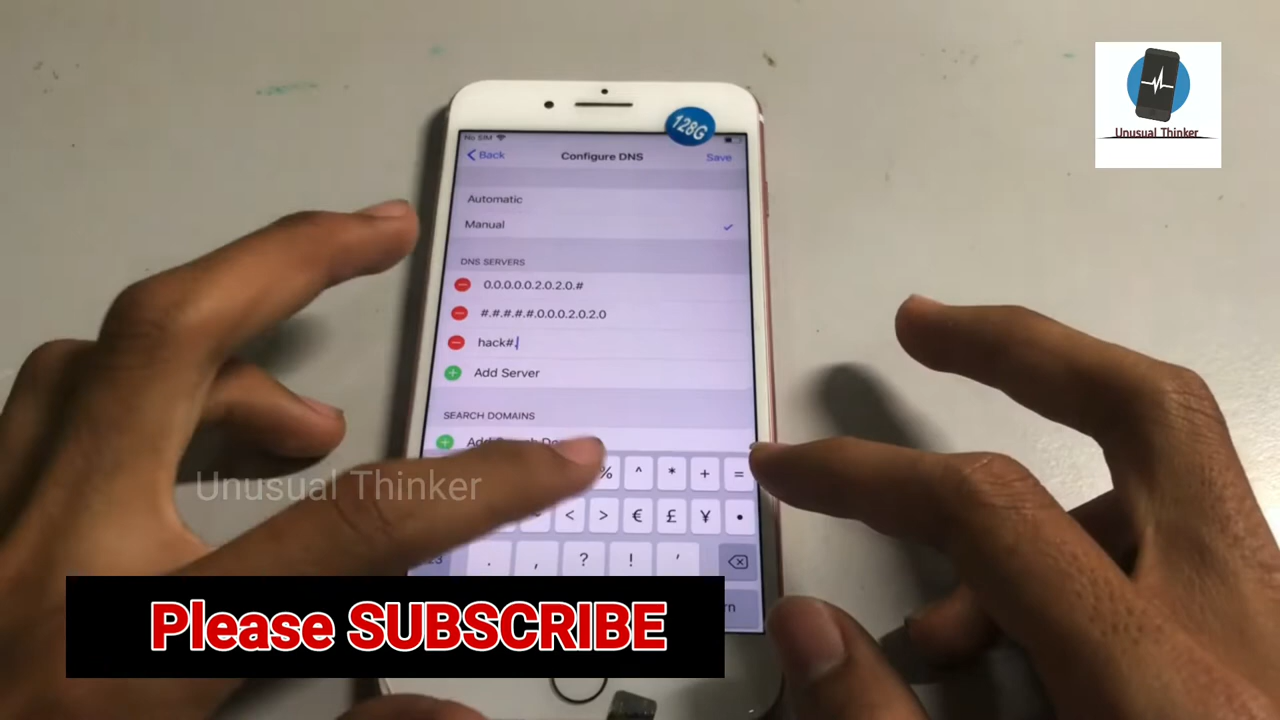 128G
Unusual Thinker
No SIM
Back
Configure DNS
Save
Automatic
Manual
DNS SERVERS
0.0.0.0.0.2.0.2.0.#
#.#.#.#.#.0.0.0.2.0.2.0
hack#.
Add Server
SEARCH DOMAINS
Add
% ^ * + =
Unusual Thinker
< > € £ ¥ •
. , ? ! '
Please SUBSCRIBE